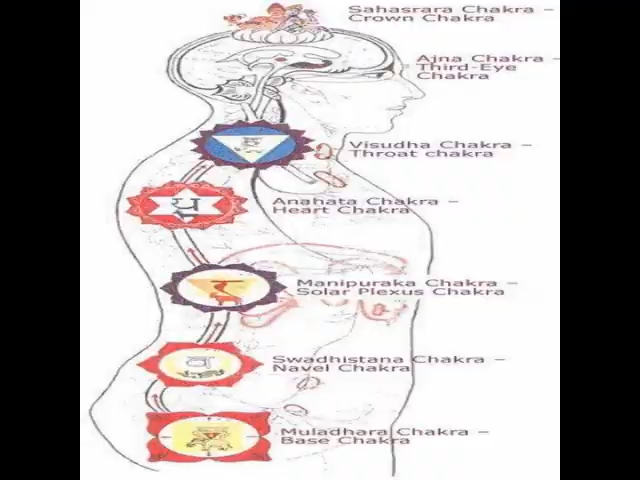 Sahasrara Chakra –
Crown Chakra
Ajna Chakra –
Third-Eye
Chakra
Visudha Chakra –
Throat chakra
Anahata Chakra –
Heart Chakra
Manipuraka Chakra –
Solar Plexus Chakra
Swadhistana Chakra –
Navel Chakra
Muladhara Chakra –
Base Chakra